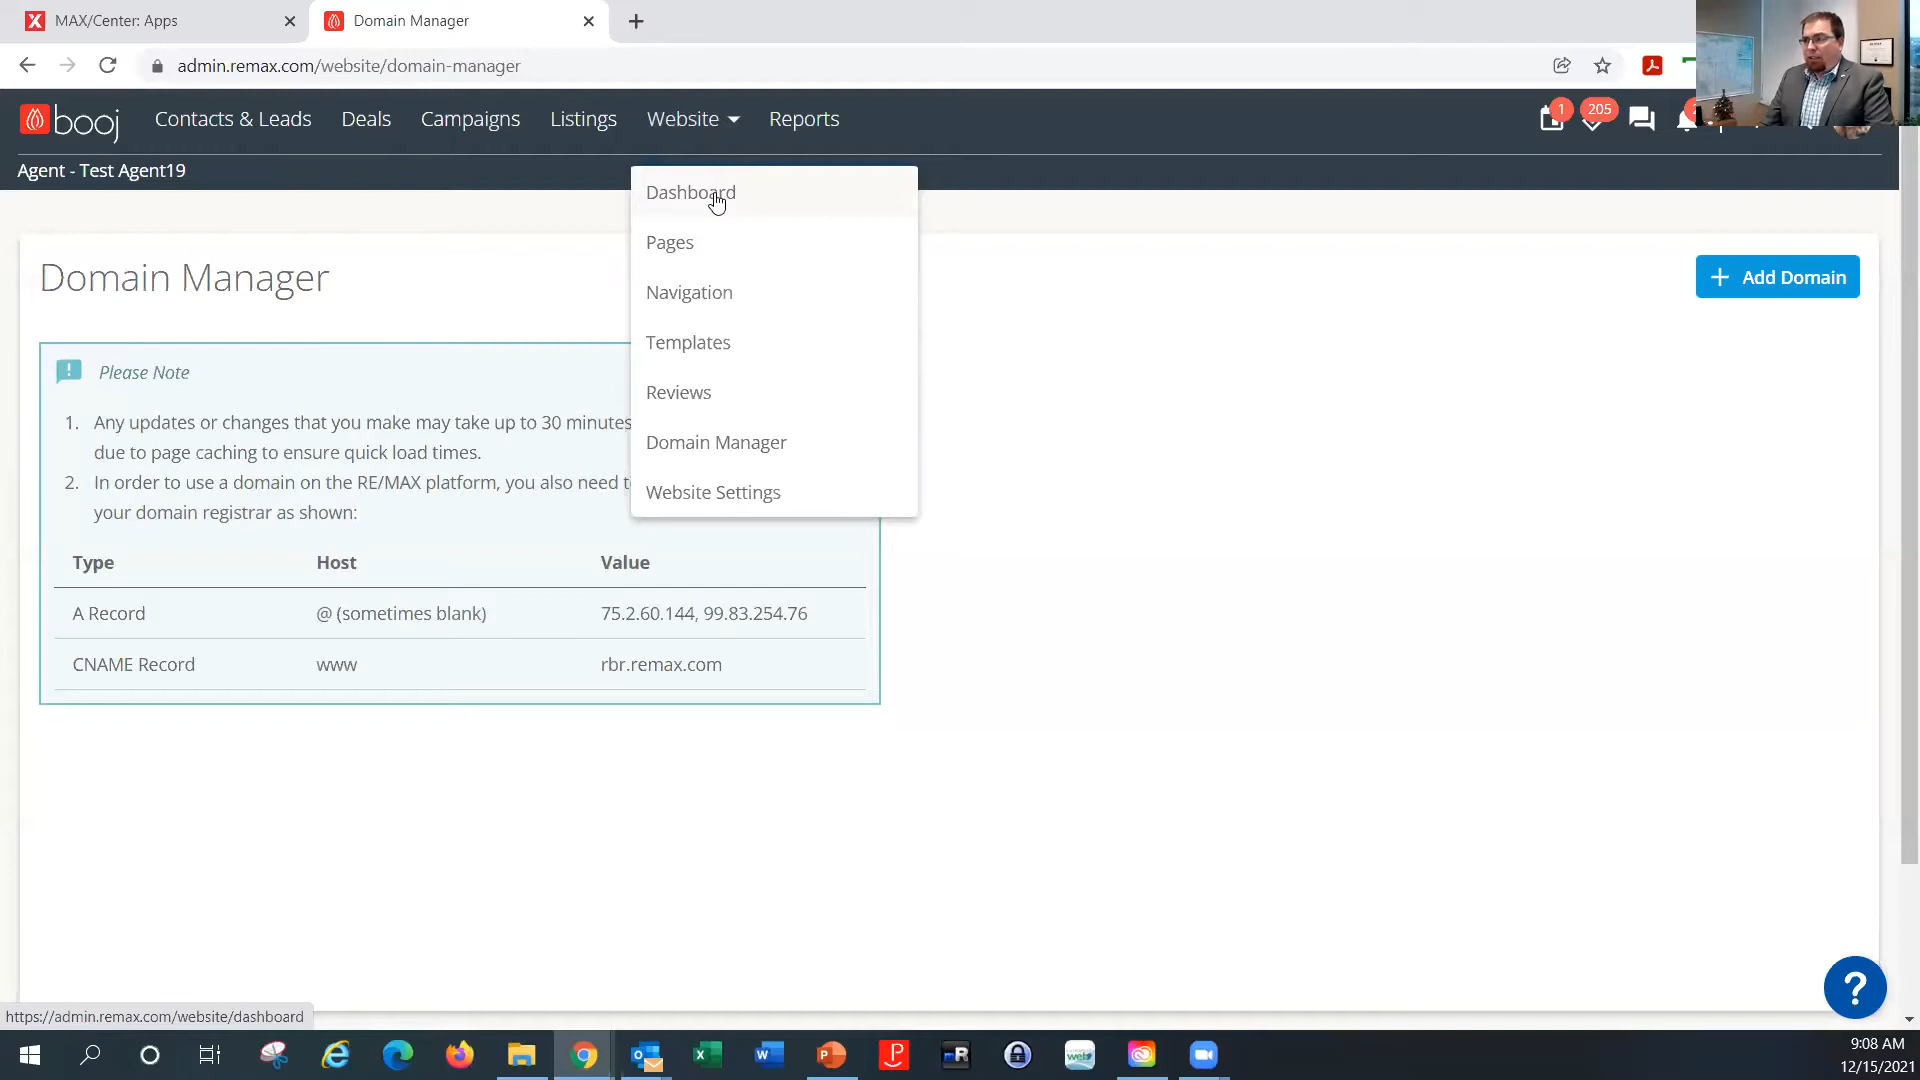 MAX/Center: Apps
Domain Manager
admin.remax.com/website/domain-manager
booj
Contacts & Leads
Deals
Campaigns
Listings
Website
Reports
1
205
Agent - Test Agent19
Dashboard
Pages
Navigation
Templates
Reviews
Domain Manager
Website Settings
Domain Manager
+ Add Domain
Please Note
1. Any updates or changes that you make may take up to 30 minutes
due to page caching to ensure quick load times.
2. In order to use a domain on the RE/MAX platform, you also need
your domain registrar as shown:
Type Host Value
A Record @ (sometimes blank) 75.2.60.144, 99.83.254.76
CNAME Record www rbr.remax.com
?
https://admin.remax.com/website/dashboard
9:08 AM
12/15/2021